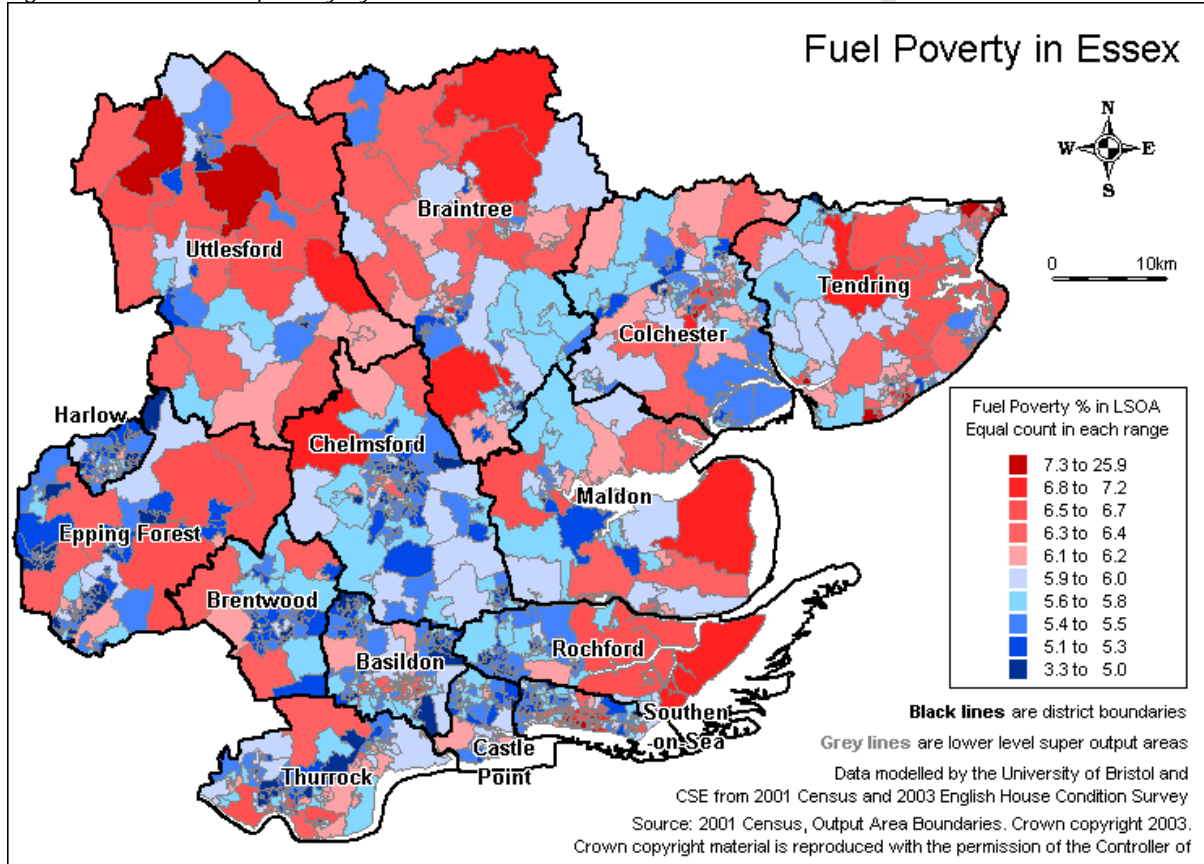 Fuel Poverty in Essex
N
W E
S
0 10km
Braintree
Uttlesford
Tendring
Colchester
Harlow
Chelmsford
Maldon
Epping Forest
Brentwood
Rochford
Basildon
Southen
-on-Sea
Castle
Point
Thurrock
Fuel Poverty % in LSOA
Equal count in each range
7.3 to 25.9
6.8 to 7.2
6.5 to 6.7
6.3 to 6.4
6.1 to 6.2
5.9 to 6.0
5.6 to 5.8
5.4 to 5.5
5.1 to 5.3
3.3 to 5.0
Black lines are district boundaries
Grey lines are lower level super output areas
Data modelled by the University of Bristol and
CSE from 2001 Census and 2003 English House Condition Survey
Source: 2001 Census, Output Area Boundaries. Crown copyright 2003.
Crown copyright material is reproduced with the permission of the Controller of